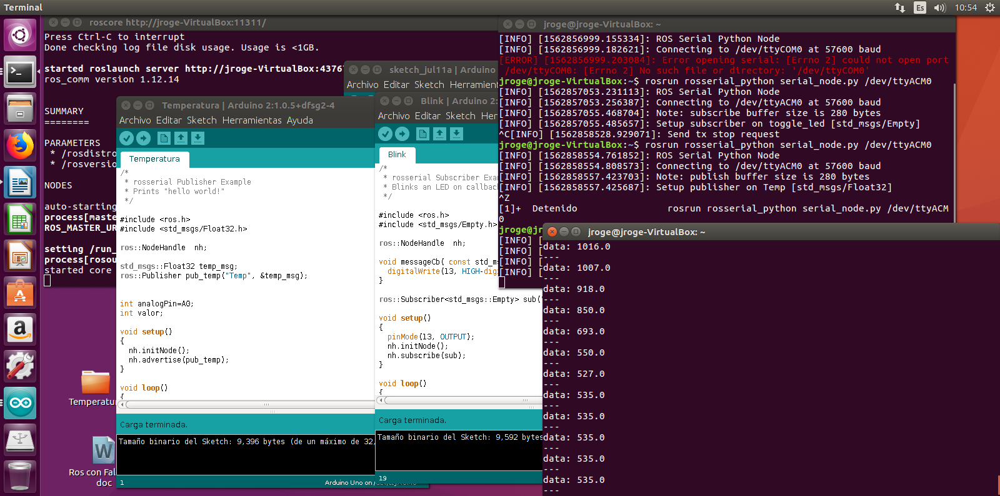 Terminal
Es
10:54
roscore http://jroge-VirtualBox:11311/
Press Ctrl-C to interrupt
Done checking log file disk usage. Usage is <1GB.
started roslaunch server http://jroge-VirtualBox:4376
ros_comm version 1.12.14
SUMMARY
========
PARAMETERS
* /rosdistro
* /rosversio
NODES
auto-starting
process[maste
ROS_MASTER_UR
setting /run_
process[rosou
started core
sketch_jul11a | Arduino
Archivo Editar Sketch Herramient
Temperatura | Arduino 2:1.0.5+dfsg2-4
Archivo Editar Sketch Herramientas Ayuda
Temperatura
/*
* rosserial Publisher Example
* Prints "hello world!"
*/
#include <ros.h>
#include <std_msgs/Float32.h>
ros::NodeHandle  nh;
std_msgs::Float32 temp_msg;
ros::Publisher pub_temp("Temp", &temp_msg);
int analogPin=A0;
int valor;
void setup()
{
nh.initNode();
nh.advertise(pub_temp);
}
void loop()
{
Carga terminada.
Tamaño binario del Sketch: 9,396 bytes (de un máximo de 32,
1
Arduino Uno on /dev/ttyACM0
Blink | Arduino 2:
Archivo Editar Sketch Her
Blink
/*
* rosserial Subscriber Exa
* Blinks an LED on callbac
*/
#include <ros.h>
#include <std_msgs/Empty.h>
ros::NodeHandle  nh;
void messageCb( const std_ms
digitalWrite(13, HIGH-digi
}
ros::Subscriber<std_msgs::Empty> sub(
void setup()
{
pinMode(13, OUTPUT);
nh.initNode();
nh.subscribe(sub);
}
void loop()
{
Carga terminada.
Tamaño binario del Sketch: 9,592 bytes
19
jroge@jroge-VirtualBox: ~
[INFO] [1562856999.155334]: ROS Serial Python Node
[INFO] [1562856999.182621]: Connecting to /dev/ttyCOM0 at 57600 baud
[ERROR] [1562856999.203084]: Error opening serial: [Errno 2] could not open port
/dev/ttyCOM0: [Errno 2] No such file or directory: '/dev/ttyCOM0'
jroge@jroge-VirtualBox:~$ rosrun rosserial_python serial_node.py /dev/ttyACM0
[INFO] [1562857053.231113]: ROS Serial Python Node
[INFO] [1562857053.256387]: Connecting to /dev/ttyACM0 at 57600 baud
[INFO] [1562857055.468704]: Note: subscribe buffer size is 280 bytes
[INFO] [1562857055.485657]: Setup subscriber on toggle_led [std_msgs/Empty]
^C[INFO] [1562858528.929071]: Send tx stop request
jroge@jroge-VirtualBox:~$ rosrun rosserial_python serial_node.py /dev/ttyACM0
[INFO] [1562858554.761852]: ROS Serial Python Node
[INFO] [1562858554.808573]: Connecting to /dev/ttyACM0 at 57600 baud
[INFO] [1562858557.423703]: Note: publish buffer size is 280 bytes
[INFO] [1562858557.425687]: Setup publisher on Temp [std_msgs/Float32]
^Z
[1]+  Detenido                rosrun rosserial_python serial_node.py /dev/ttyACM
0
jroge@jro
[INFO] [
[INFO] [
[INFO] [
[INFO] [
jroge@jroge-VirtualBox: ~
data: 1016.0
---
data: 1007.0
---
data: 918.0
---
data: 850.0
---
data: 693.0
---
data: 550.0
---
data: 527.0
---
data: 535.0
---
data: 535.0
---
data: 535.0
---
data: 535.0
---
data: 535.0
---
Temperatu
Ros con Fal
doc